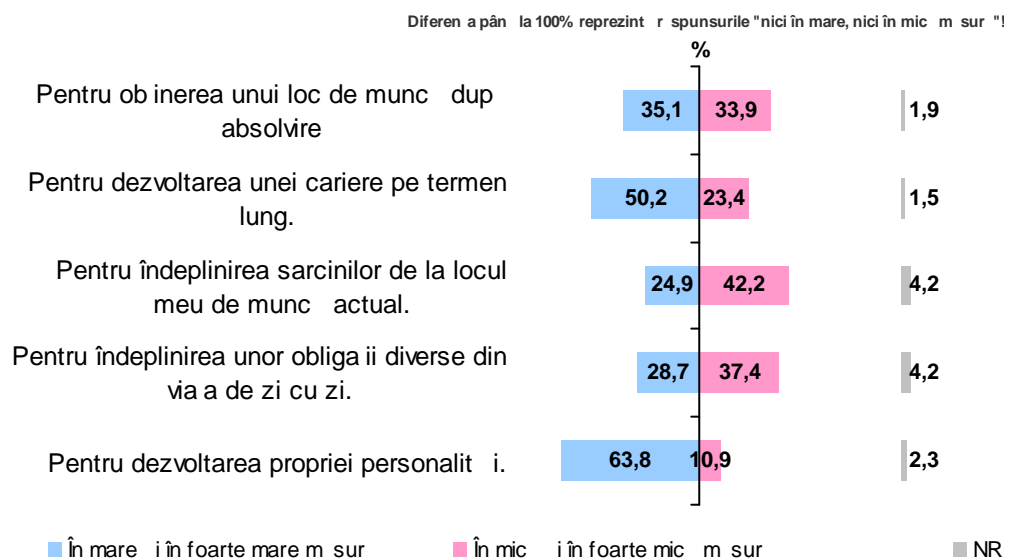 Diferen a pân la 100% reprezint r spunsurile "nici în mare, nici în mic m sur "!
%
Pentru ob inerea unui loc de munc dup
absolvire
35,1 33,9 1,9
Pentru dezvoltarea unei cariere pe termen
lung.
50,2 23,4 1,5
Pentru îndeplinirea sarcinilor de la locul
meu de munc actual.
24,9 42,2 4,2
Pentru îndeplinirea unor obliga ii diverse din
via a de zi cu zi.
28,7 37,4 4,2
Pentru dezvoltarea propriei personalit i.
63,8 10,9 2,3
În mare i în foarte mare m sur
În mic i în foarte mic m sur
NR